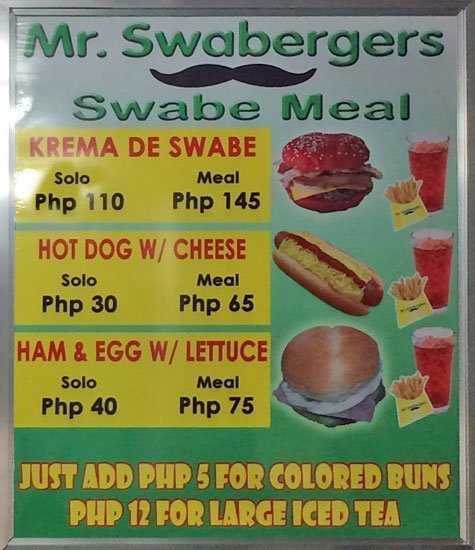 Mr. Swabergers
Swabe Meal
KREMA DE SWABE
Solo Meal
Php 110 Php 145
HOT DOG W/ CHEESE
Solo Meal
Php 30 Php 65
HAM & EGG W/ LETTUCE
Solo Meal
Php 40 Php 75
JUST ADD PHP 5 FOR COLORED BUNS
PHP 12 FOR LARGE ICED TEA